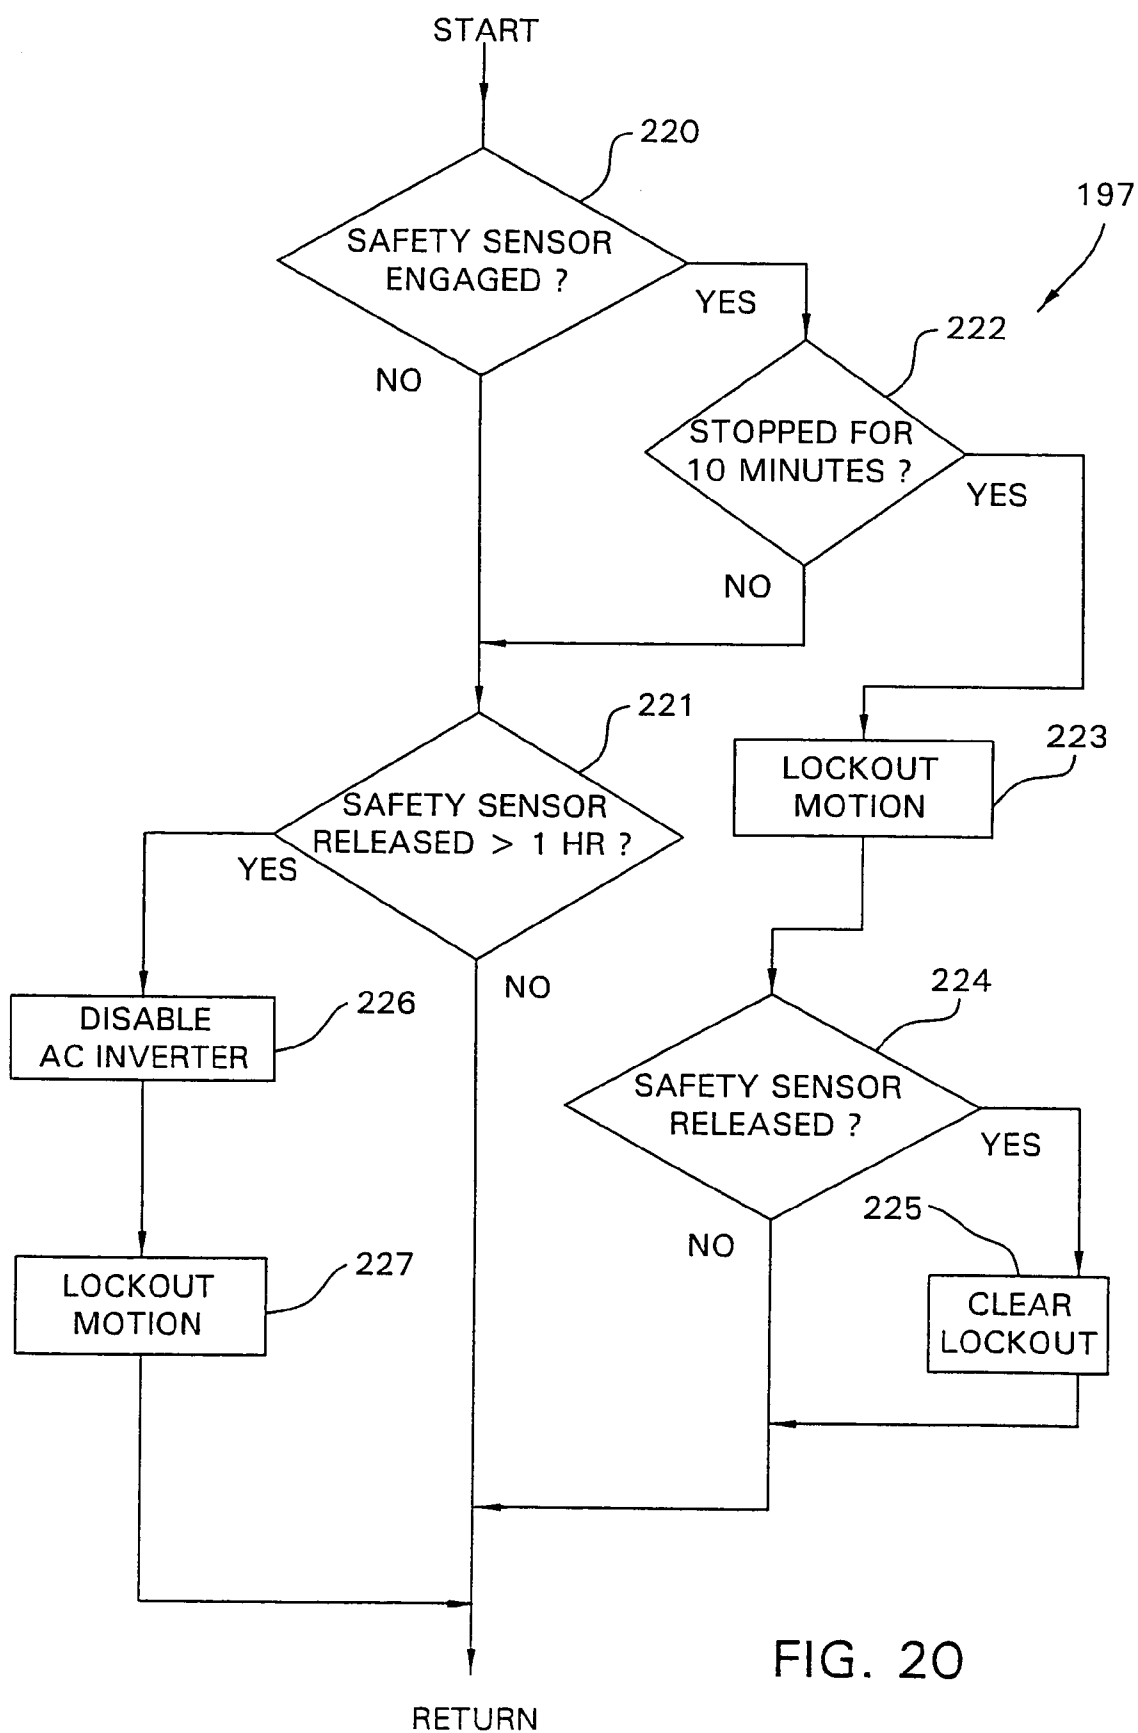 START
220
197
SAFETY SENSOR
ENGAGED ?
YES
222
NO
STOPPED FOR
10 MINUTES ?
YES
NO
221
223
LOCKOUT
MOTION
SAFETY SENSOR
RELEASED > 1 HR ?
YES
NO
224
226
DISABLE
AC INVERTER
SAFETY SENSOR
RELEASED ?
YES
225
NO
227
LOCKOUT
MOTION
CLEAR
LOCKOUT
FIG. 20
RETURN